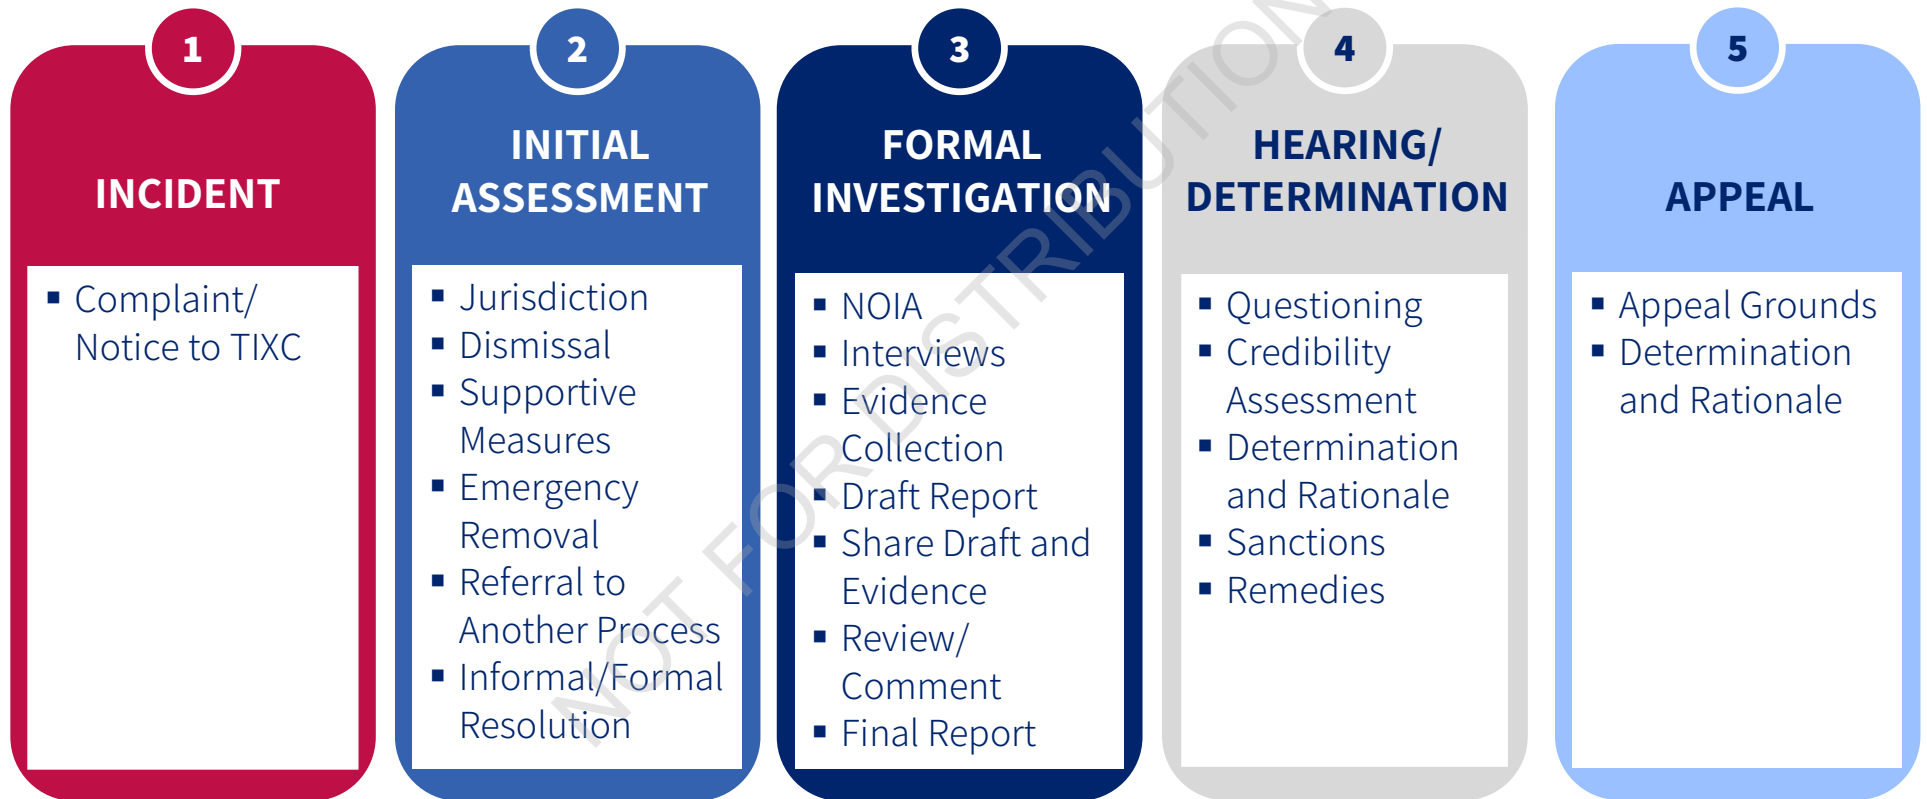 1
INCIDENT
▪ Complaint/
Notice to TIXC
2
INITIAL
ASSESSMENT
▪ Jurisdiction
▪ Dismissal
▪ Supportive
Measures
▪ Emergency
Removal
▪ Referral to
Another Process
▪ Informal/Formal
Resolution
3
FORMAL
INVESTIGATION
▪ NOIA
▪ Interviews
▪ Evidence
Collection
▪ Draft Report
▪ Share Draft and
Evidence
▪ Review/
Comment
▪ Final Report
4
HEARING/
DETERMINATION
▪ Questioning
▪ Credibility
Assessment
▪ Determination
and Rationale
▪ Sanctions
▪ Remedies
5
APPEAL
▪ Appeal Grounds
▪ Determination
and Rationale
NOT FOR DISTRIBUTION